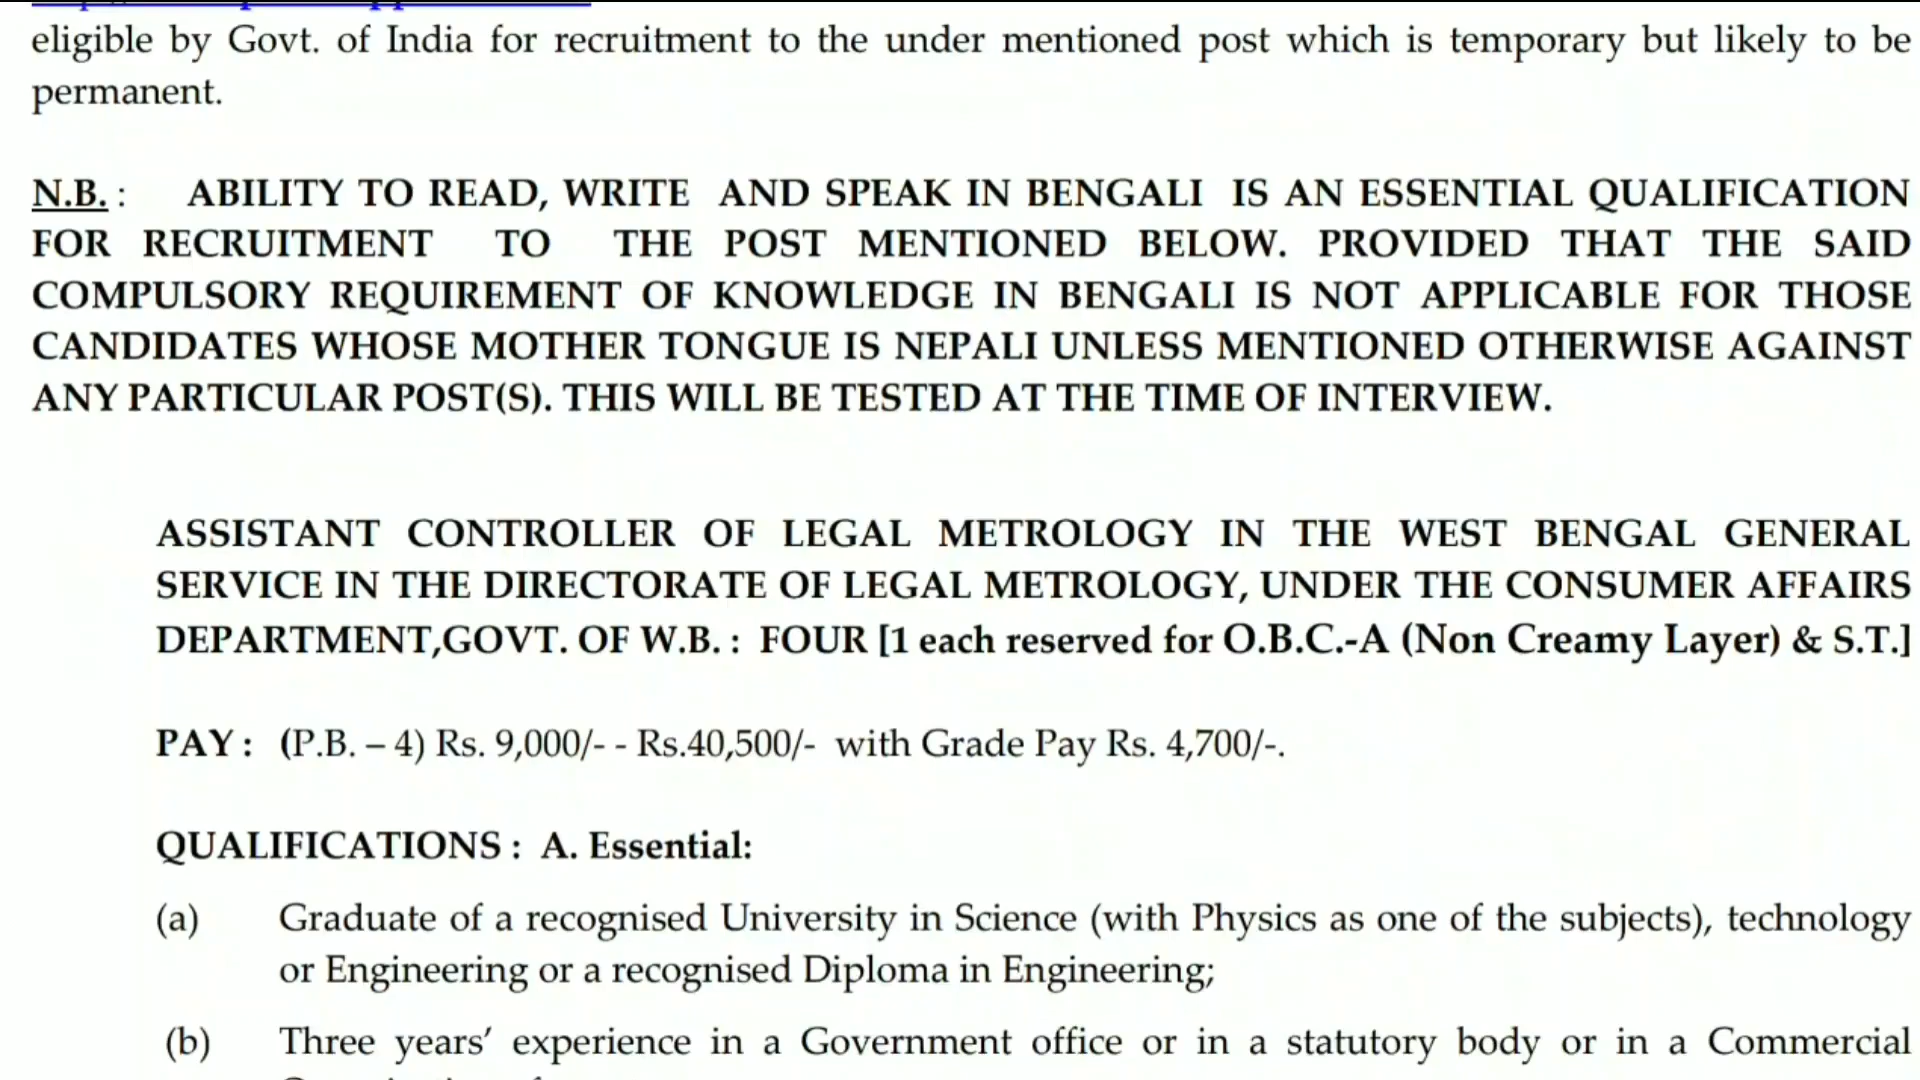 eligible by Govt. of India for recruitment to the under mentioned post which is temporary but likely to be
permanent.
N.B. : ABILITY TO READ, WRITE AND SPEAK IN BENGALI IS AN ESSENTIAL QUALIFICATION
FOR RECRUITMENT TO THE POST MENTIONED BELOW. PROVIDED THAT THE SAID
COMPULSORY REQUIREMENT OF KNOWLEDGE IN BENGALI IS NOT APPLICABLE FOR THOSE
CANDIDATES WHOSE MOTHER TONGUE IS NEPALI UNLESS MENTIONED OTHERWISE AGAINST
ANY PARTICULAR POST(S). THIS WILL BE TESTED AT THE TIME OF INTERVIEW.
ASSISTANT CONTROLLER OF LEGAL METROLOGY IN THE WEST BENGAL GENERAL
SERVICE IN THE DIRECTORATE OF LEGAL METROLOGY, UNDER THE CONSUMER AFFAIRS
DEPARTMENT,GOVT. OF W.B. : FOUR [1 each reserved for O.B.C.-A (Non Creamy Layer) & S.T.]
PAY : (P.B. – 4) Rs. 9,000/- - Rs.40,500/- with Grade Pay Rs. 4,700/-.
QUALIFICATIONS : A. Essential:
(a) Graduate of a recognised University in Science (with Physics as one of the subjects), technology
or Engineering or a recognised Diploma in Engineering;
(b) Three years’ experience in a Government office or in a statutory body or in a Commercial